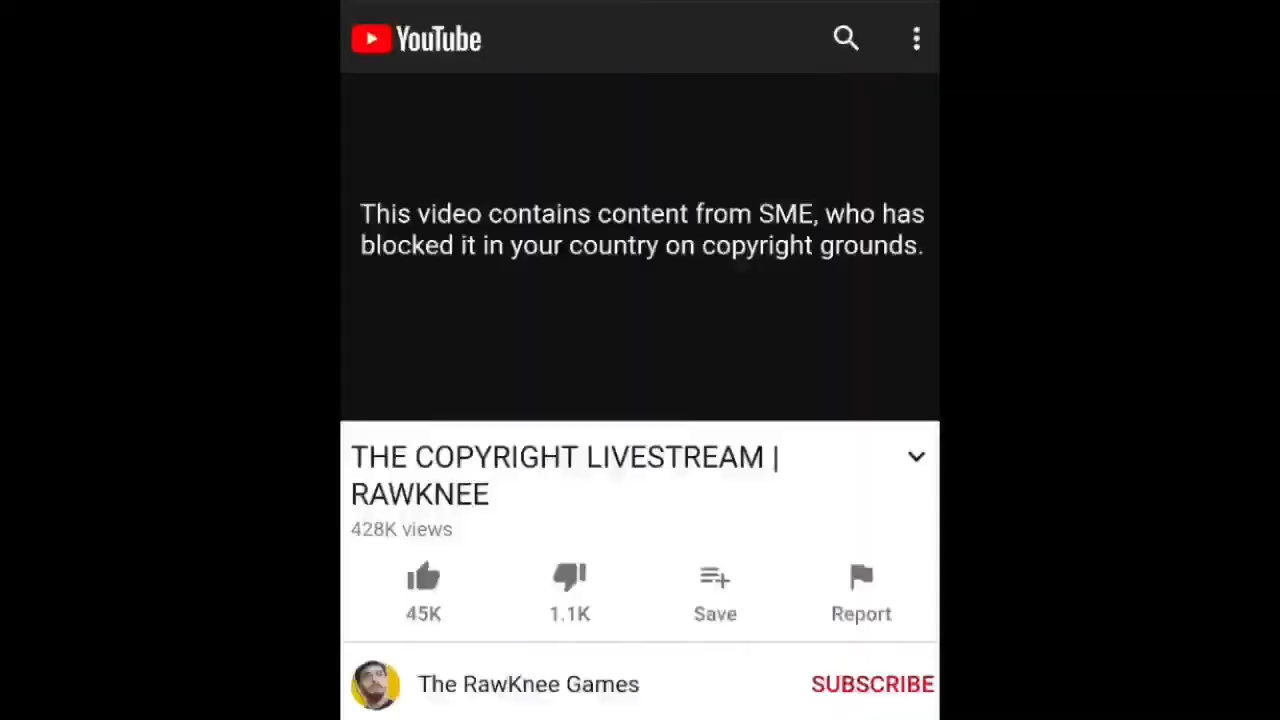 YouTube
This video contains content from SME, who has
blocked it in your country on copyright grounds.
THE COPYRIGHT LIVESTREAM |
RAWKNEE
428K views
45K 1.1K Save Report
The RawKnee Games SUBSCRIBE